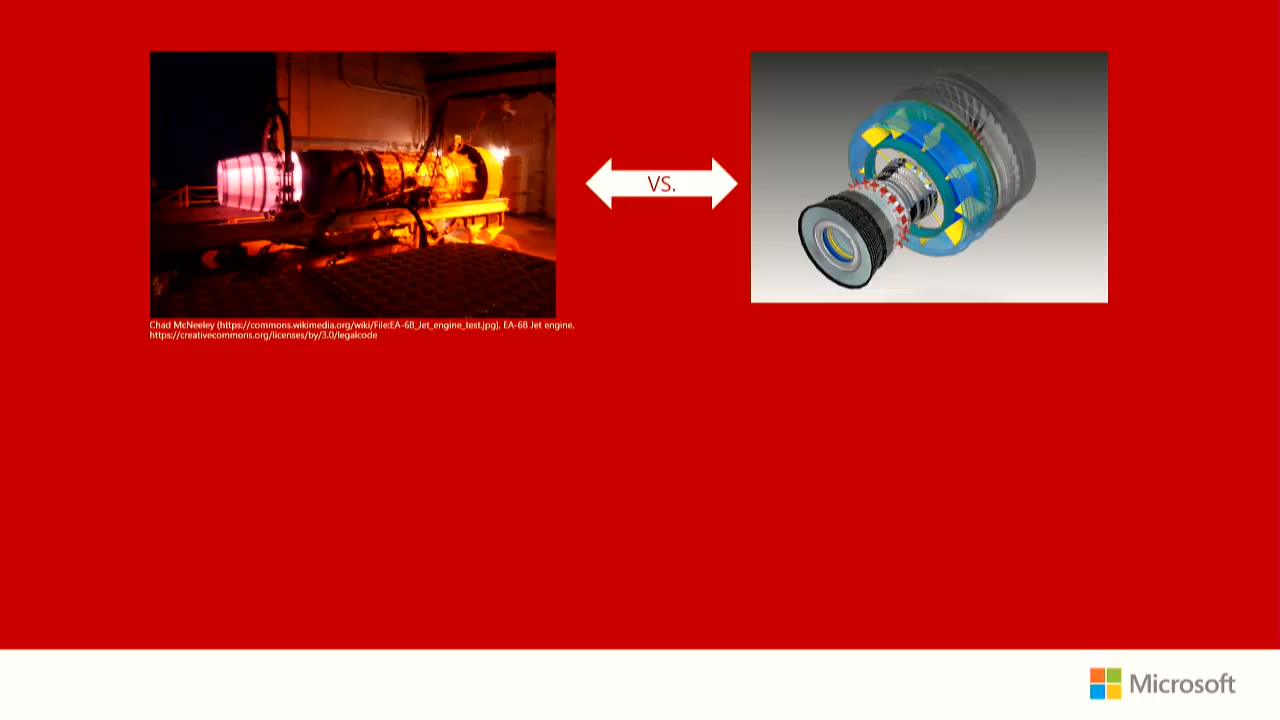 VS.
Chad McNeeley (https://commons.wikimedia.org/wiki/File:EA-6B_Jet_engine_test.jpg), EA-6B Jet engine,
https://creativecommons.org/licenses/by/3.0/legalcode
Microsoft